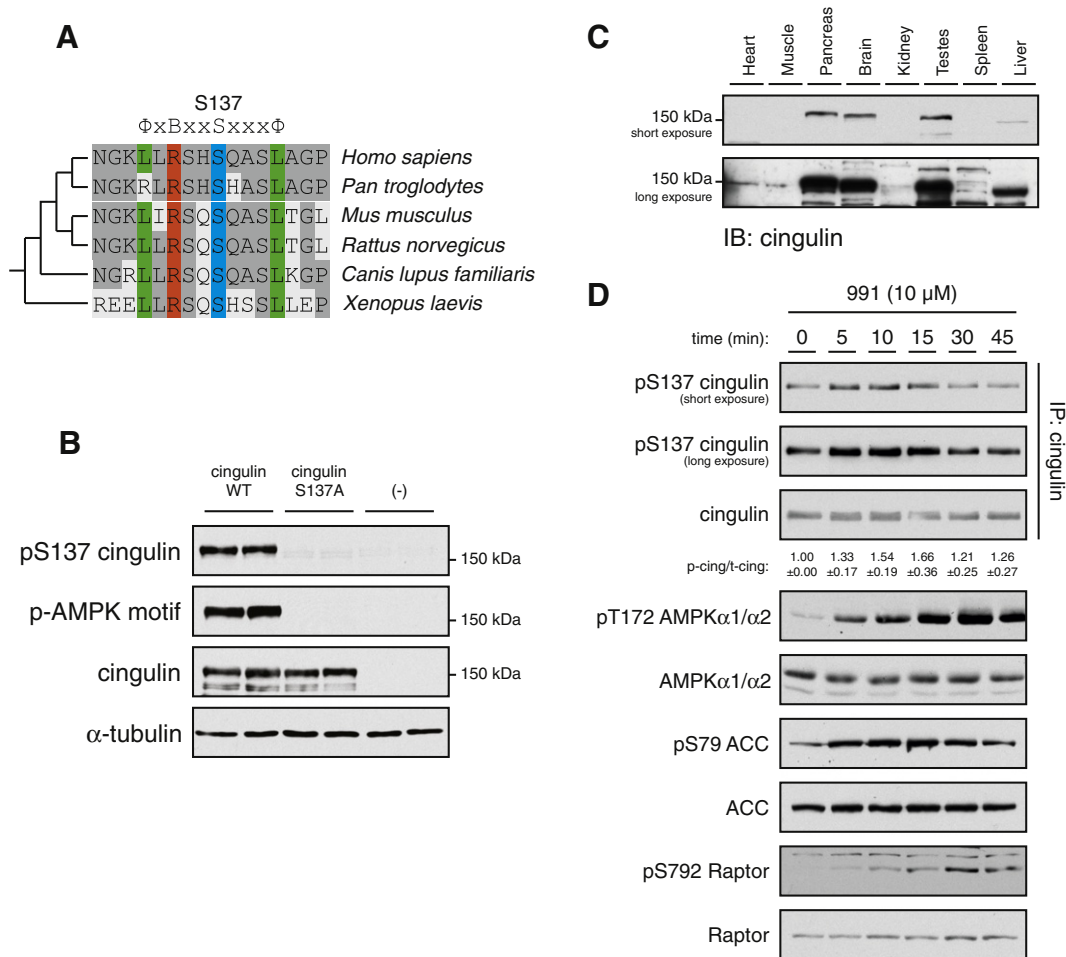 A
S137
ΦxBxxSxxxΦ
NGKLLRSHSQASLAGP Homo sapiens
NGKRLRSHSHASLAGP Pan troglodytes
NGKLIRSQSQASLTGL Mus musculus
NGKLLRSQSQASLTGL Rattus norvegicus
NGRLLRSQSQASLKGP Canis lupus familiaris
REELLRSQSHSSLLEP Xenopus laevis
B
cingulin WT
cingulin S137A
(-)
pS137 cingulin
150 kDa
p-AMPK motif
150 kDa
cingulin
150 kDa
α-tubulin
C
Heart Muscle Pancreas Brain Kidney Testes Spleen Liver
150 kDa
short exposure
150 kDa
long exposure
IB: cingulin
D
991 (10 μM)
time (min): 0 5 10 15 30 45
pS137 cingulin
(short exposure)
pS137 cingulin
(long exposure)
cingulin
IP: cingulin
p-cing/t-cing: 1.00 1.33 1.54 1.66 1.21 1.26
±0.00 ±0.17 ±0.19 ±0.36 ±0.25 ±0.27
pT172 AMPKα1/α2
AMPKα1/α2
pS79 ACC
ACC
pS792 Raptor
Raptor